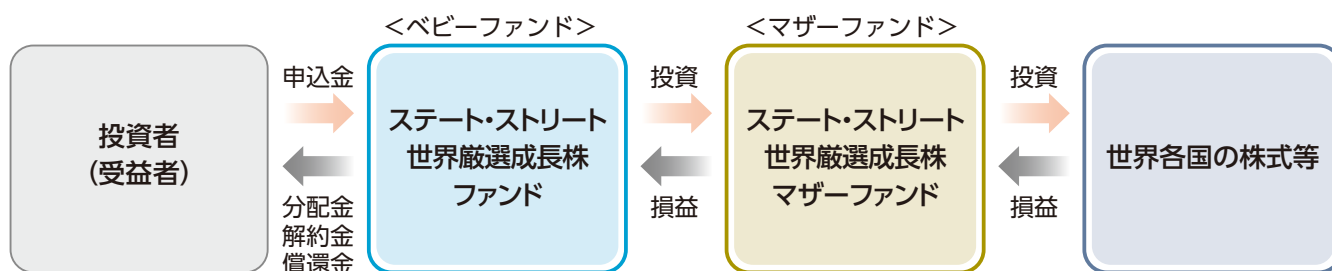 <ベビーファンド>
<マザーファンド>
投資者
(受益者)
申込金
分配金
解約金
償還金
ステート・ストリート
世界厳選成長株
ファンド
投資
損益
ステート・ストリート
世界厳選成長株
マザーファンド
投資
損益
世界各国の株式等